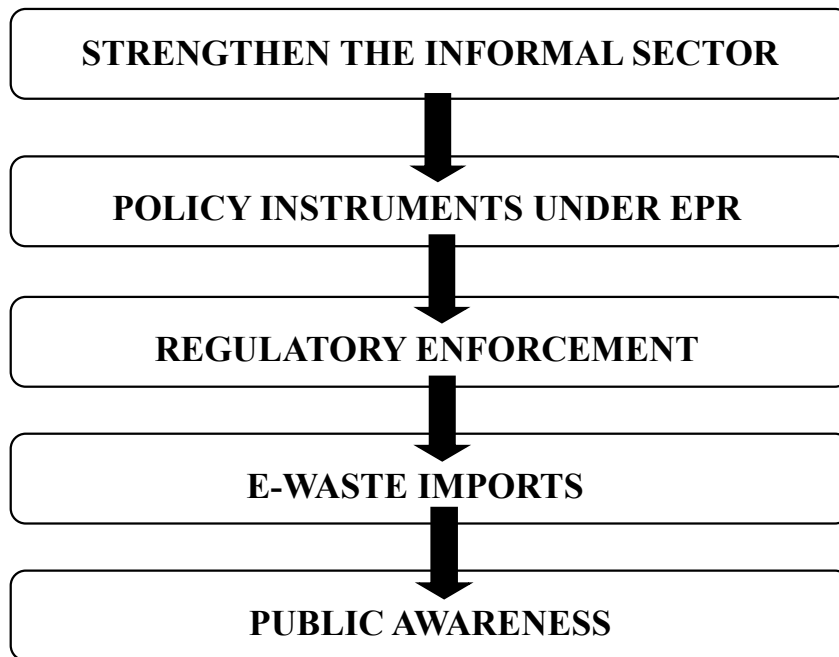 STRENGTHEN THE INFORMAL SECTOR
POLICY INSTRUMENTS UNDER EPR
REGULATORY ENFORCEMENT
E-WASTE IMPORTS
PUBLIC AWARENESS